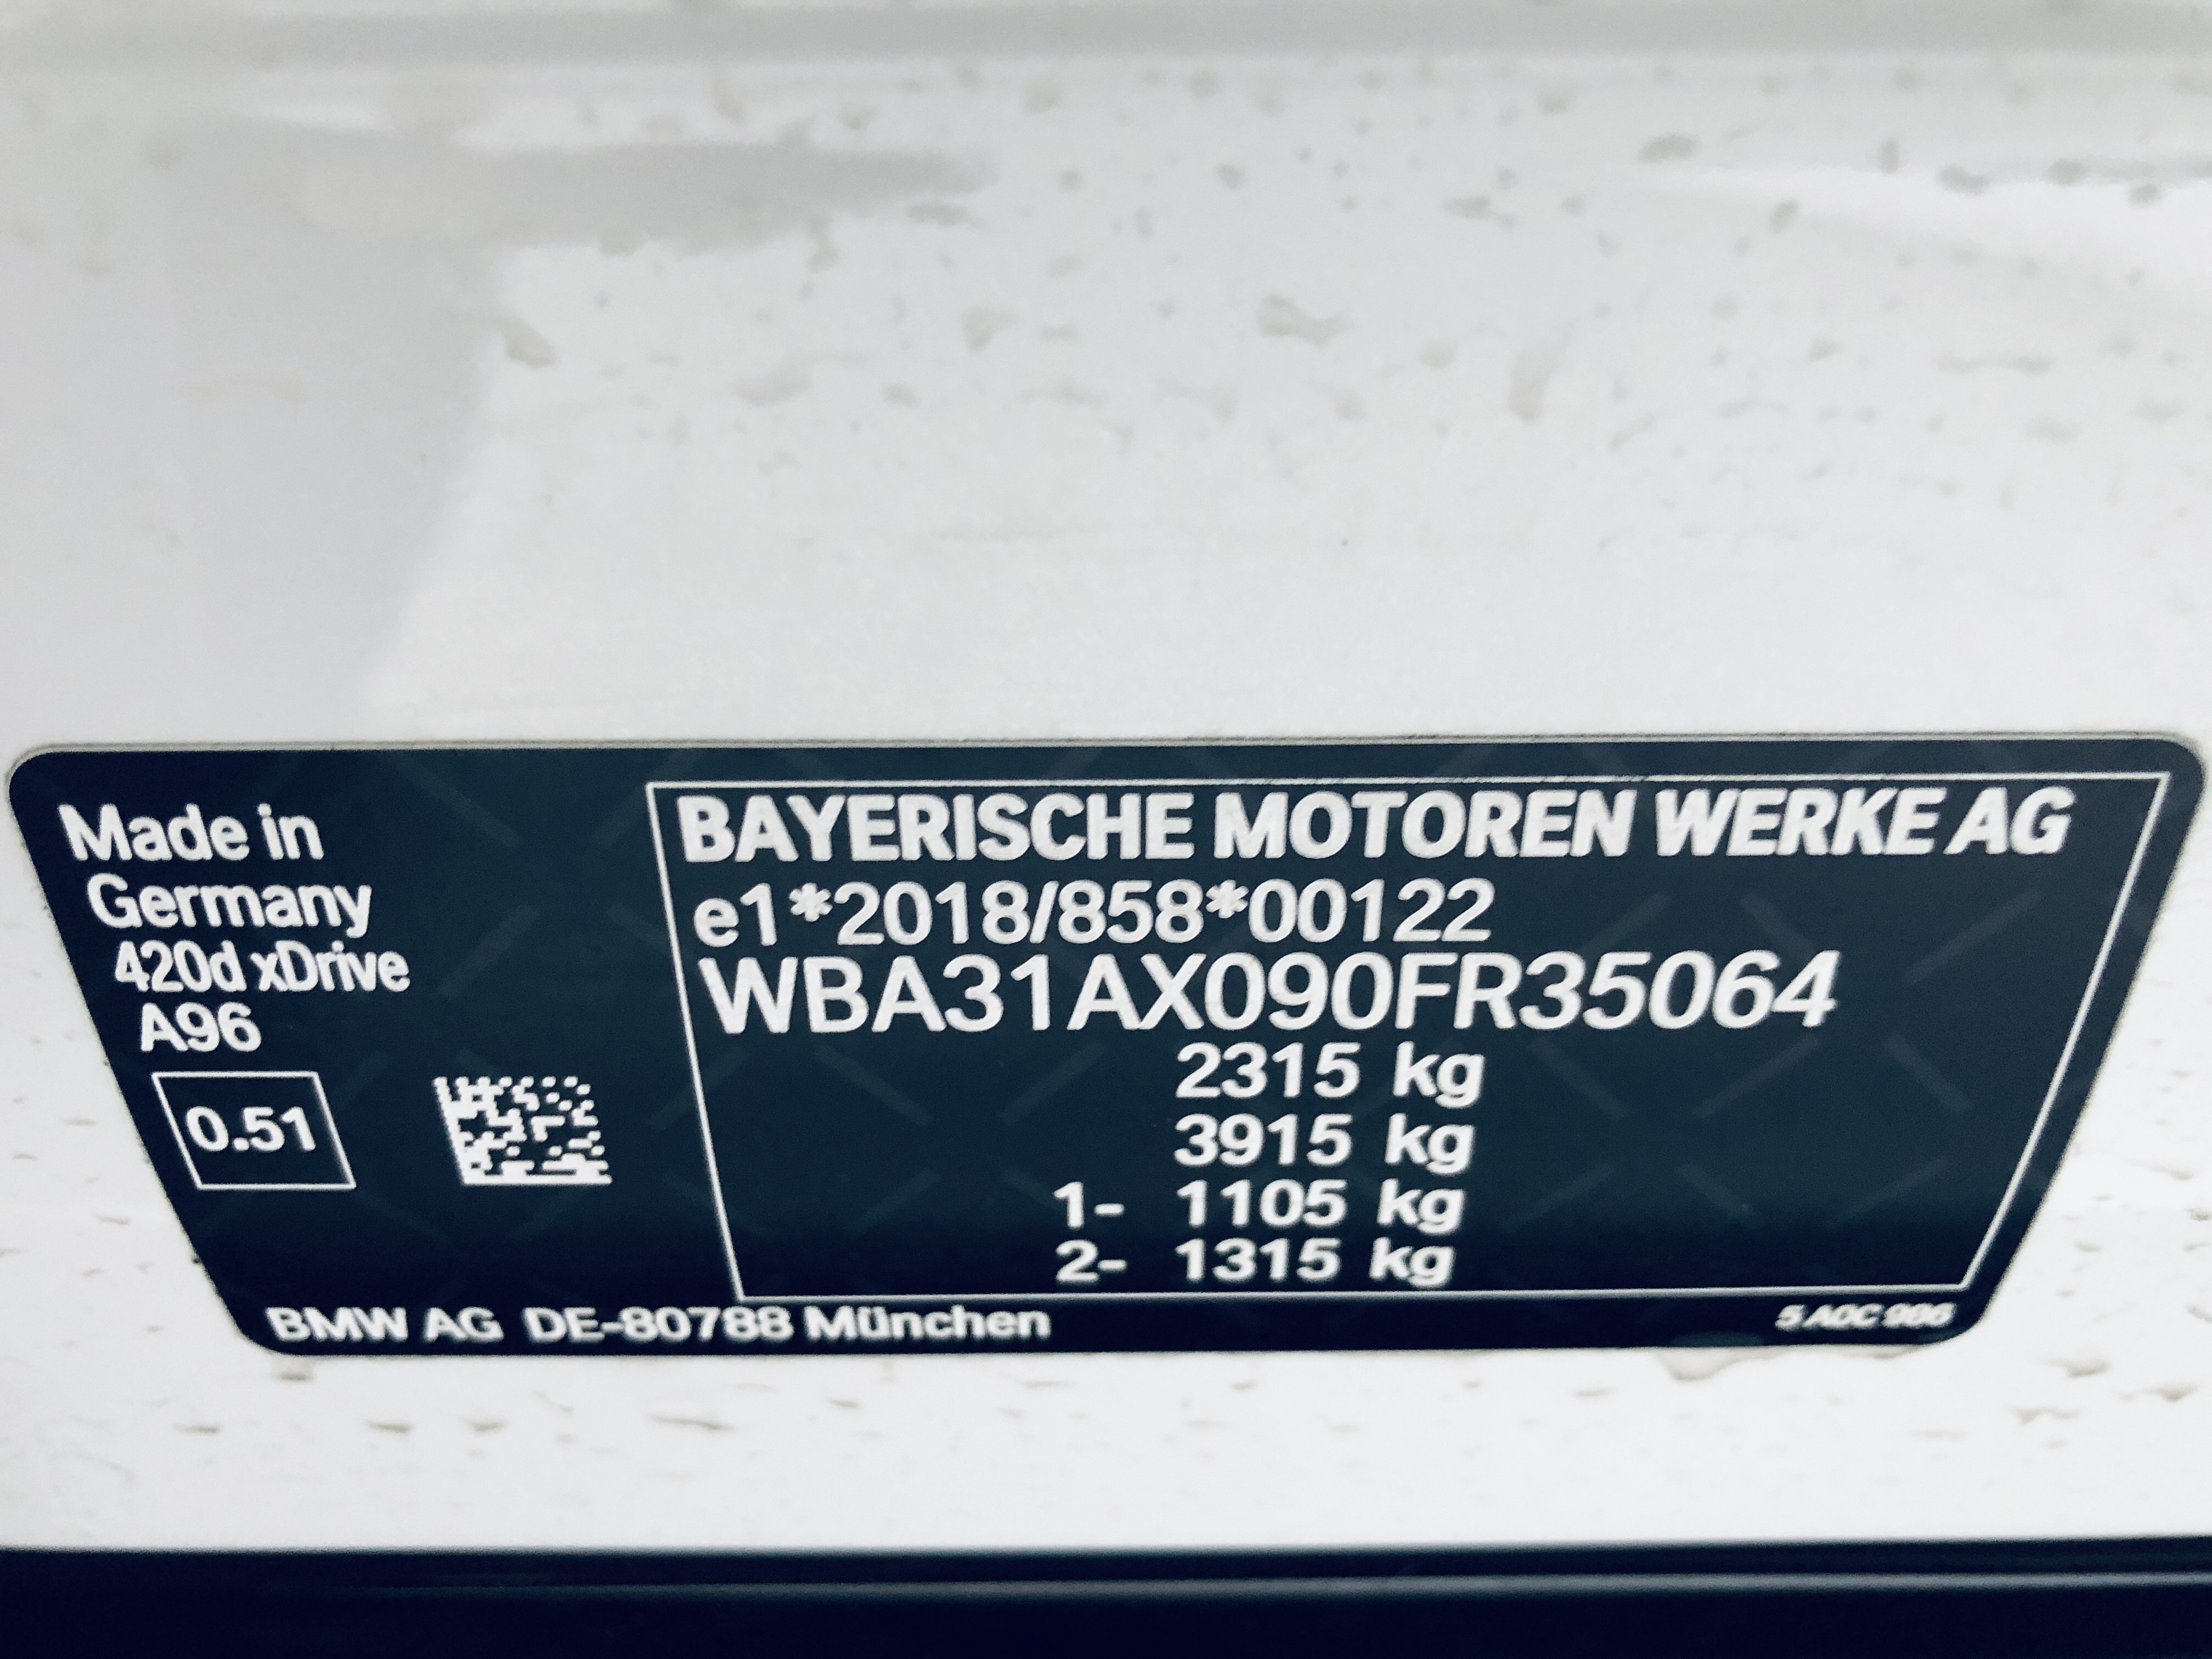 Made in
Germany
420d xDrive
A96
0.51
BAYERISCHE MOTOREN WERKE AG
e1*2018/858*00122
WBA31AX090FR35064
2315 kg
3915 kg
1- 1105 kg
2- 1315 kg
BMW AG DE-80788 München